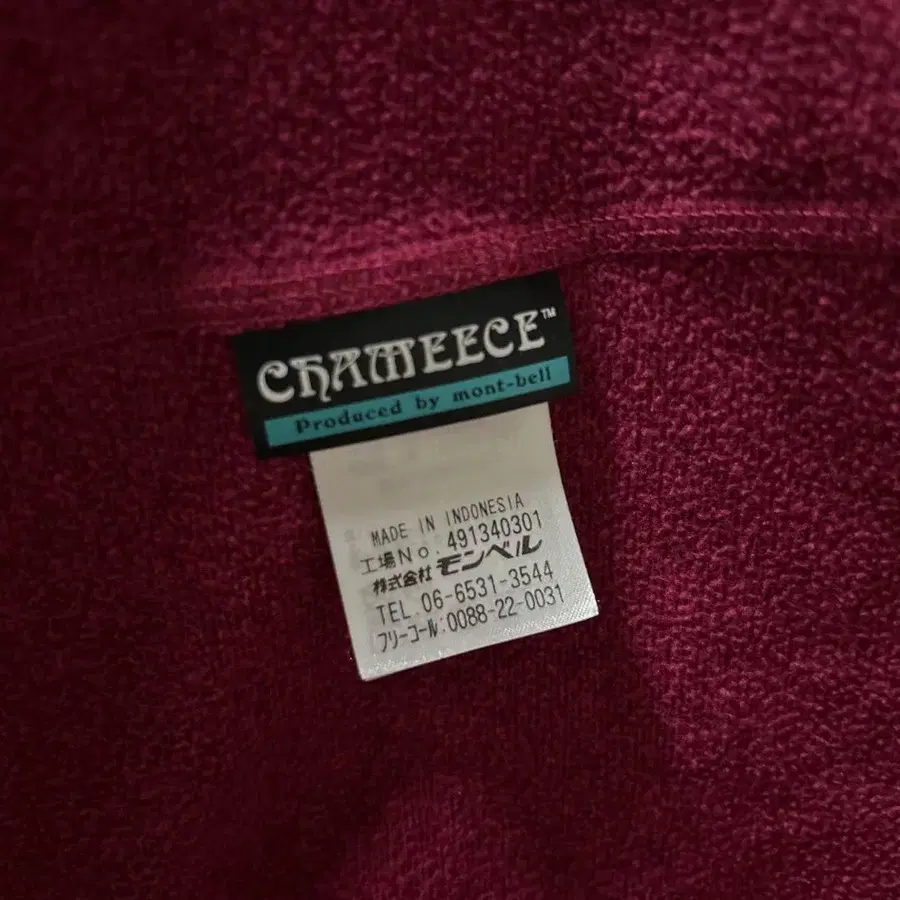 CHAMEECE™
Produced by mont-bell
MADE IN INDONESIA
工場No. 491340301
株式会社 モンベル
TEL. 06-6531-3544
フリーコール:0088-22-0031